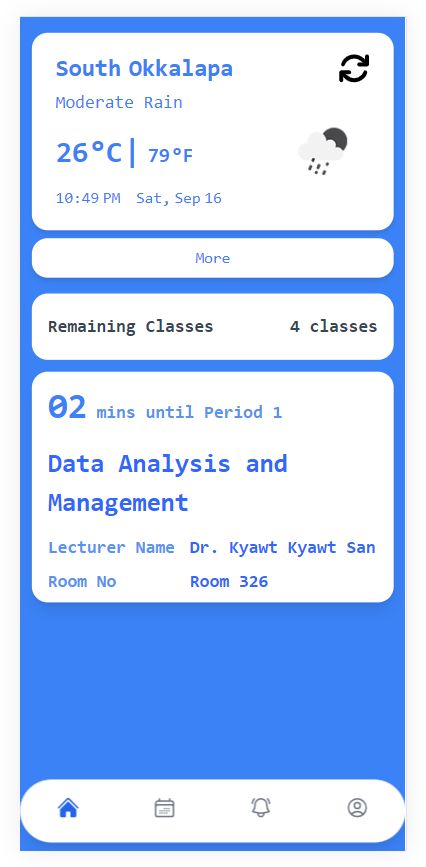 South Okkalapa
Moderate Rain
26°C| 79°F
10:49 PM Sat, Sep 16
More
Remaining Classes 4 classes
02 mins until Period 1
Data Analysis and
Management
Lecturer Name Dr. Kyawt Kyawt San
Room No Room 326